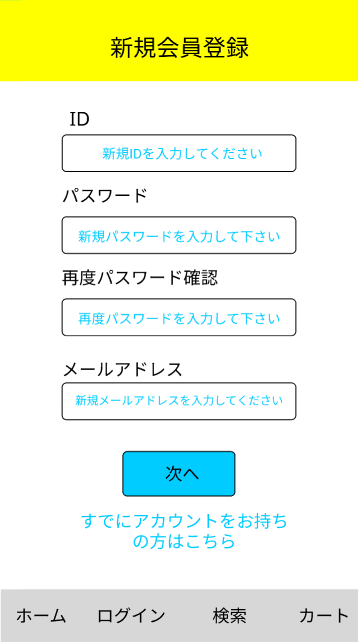 新規会員登録
ID
新規IDを入力してください
パスワード
新規パスワードを入力して下さい
再度パスワード確認
再度パスワードを入力して下さい
メールアドレス
新規メールアドレスを入力してください
次へ
すでにアカウントをお持ち
の方はこちら
ホーム ログイン 検索 カート